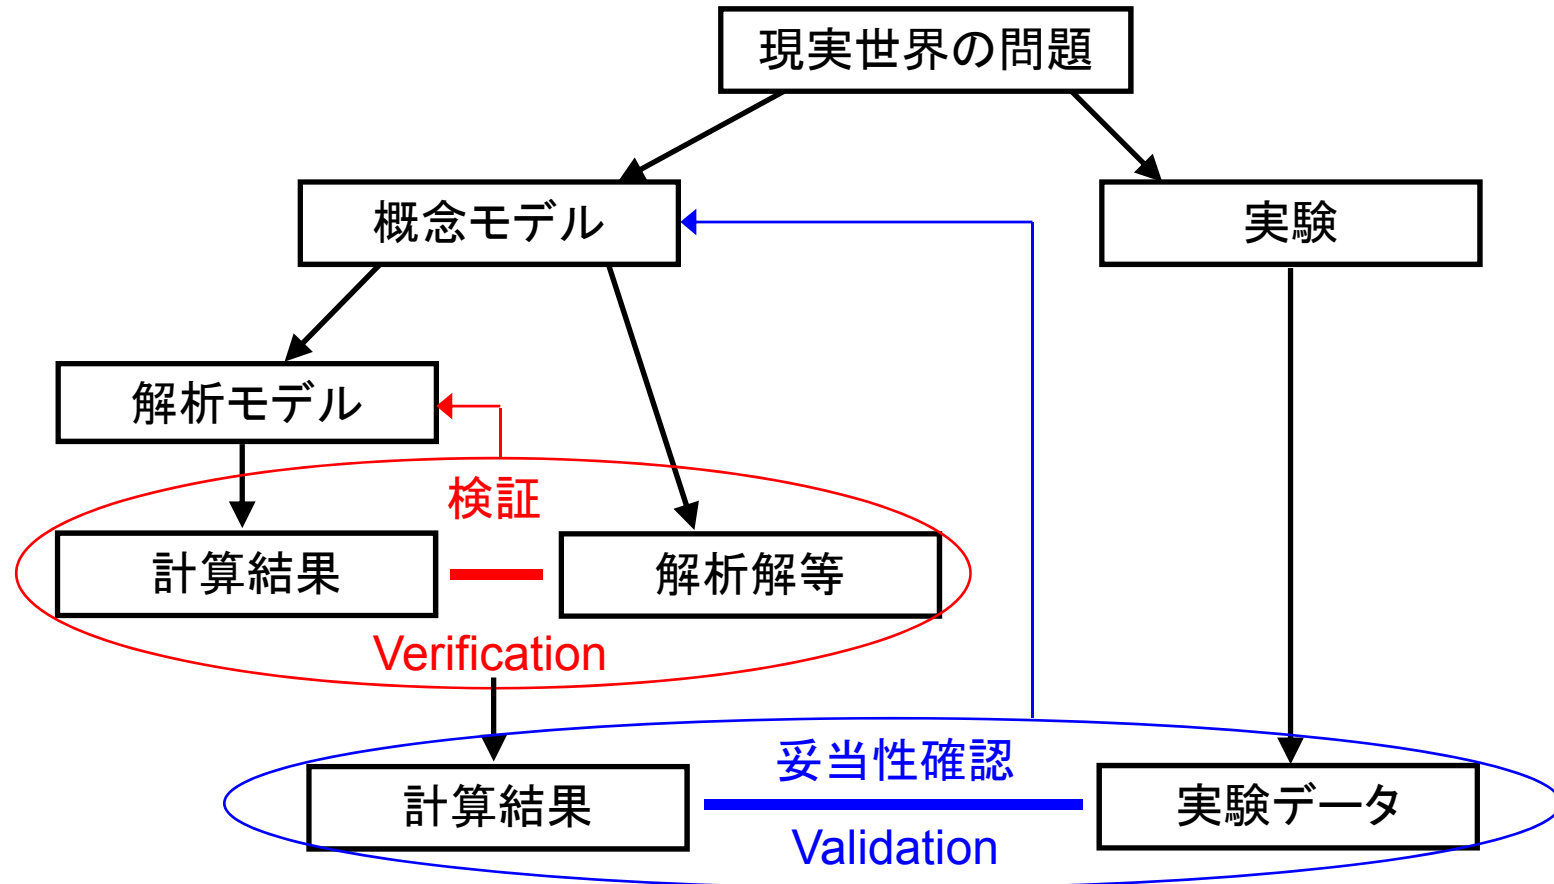 現実世界の問題
概念モデル
実験
解析モデル
検証
計算結果
解析解等
Verification
妥当性確認
計算結果
実験データ
Validation